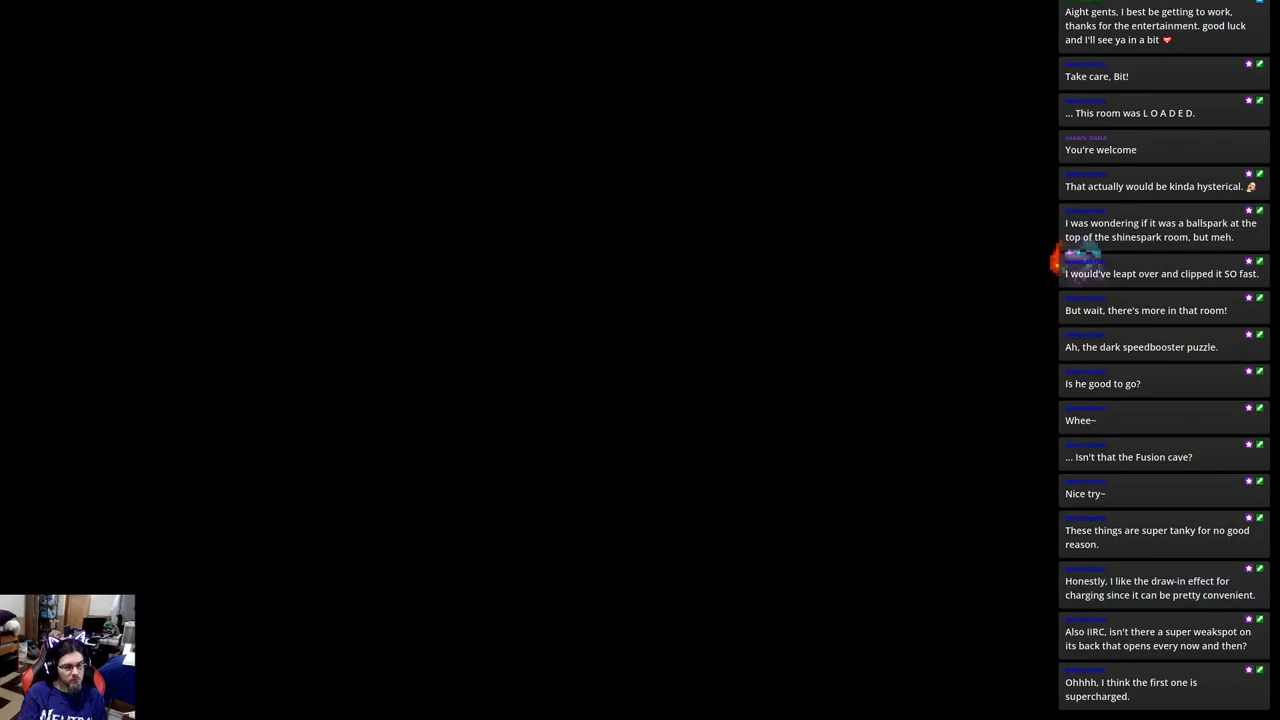 Aight gents, I best be getting to work,
thanks for the entertainment. good luck
and I'll see ya in a bit
Take care, Bit!
... This room was L O A D E D.
SHAWN_SIGMA
You're welcome
That actually would be kinda hysterical.
I was wondering if it was a ballspark at the
top of the shinespark room, but meh.
I would've leapt over and clipped it SO fast.
But wait, there's more in that room!
Ah, the dark speedbooster puzzle.
Is he good to go?
Whee~
... Isn't that the Fusion cave?
Nice try~
These things are super tanky for no good
reason.
Honestly, I like the draw-in effect for
charging since it can be pretty convenient.
Also IIRC, isn't there a super weakspot on
its back that opens every now and then?
Ohhhh, I think the first one is
supercharged.